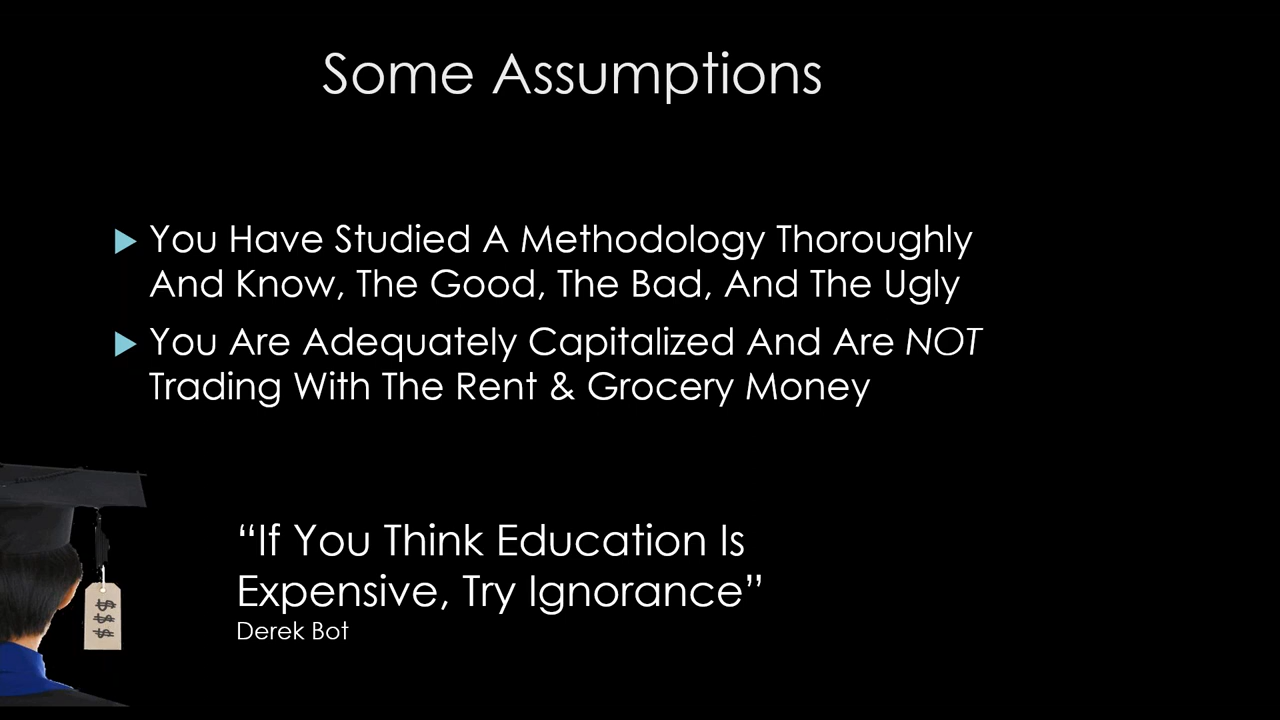 Some Assumptions
You Have Studied A Methodology Thoroughly
And Know, The Good, The Bad, And The Ugly
You Are Adequately Capitalized And Are NOT
Trading With The Rent & Grocery Money
“If You Think Education Is
Expensive, Try Ignorance”
Derek Bot
$
$
$